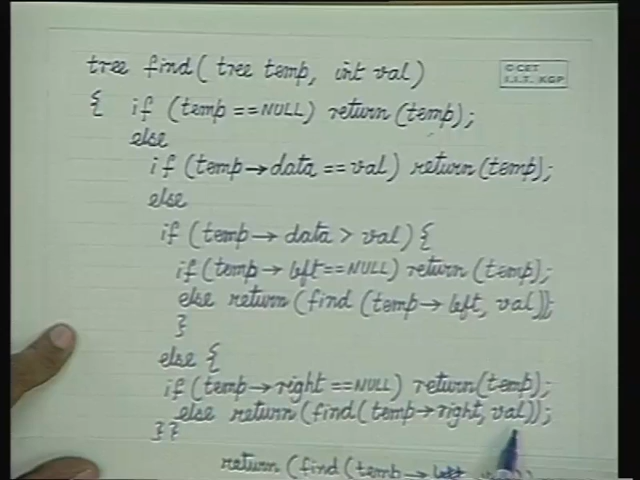 tree find( tree temp, int val)
© CET
I.I.T. KGP
{ if (temp ==NULL) return (temp);
else
if (temp→data == val) return (temp);
else
if (temp→ data > val) {
if (temp→ left==NULL) return (temp);
else return (find (temp→ left, val));
}
else {
if (temp→right ==NULL) return(temp);
else return (find( temp→right, val));
}}
return (find (temp→